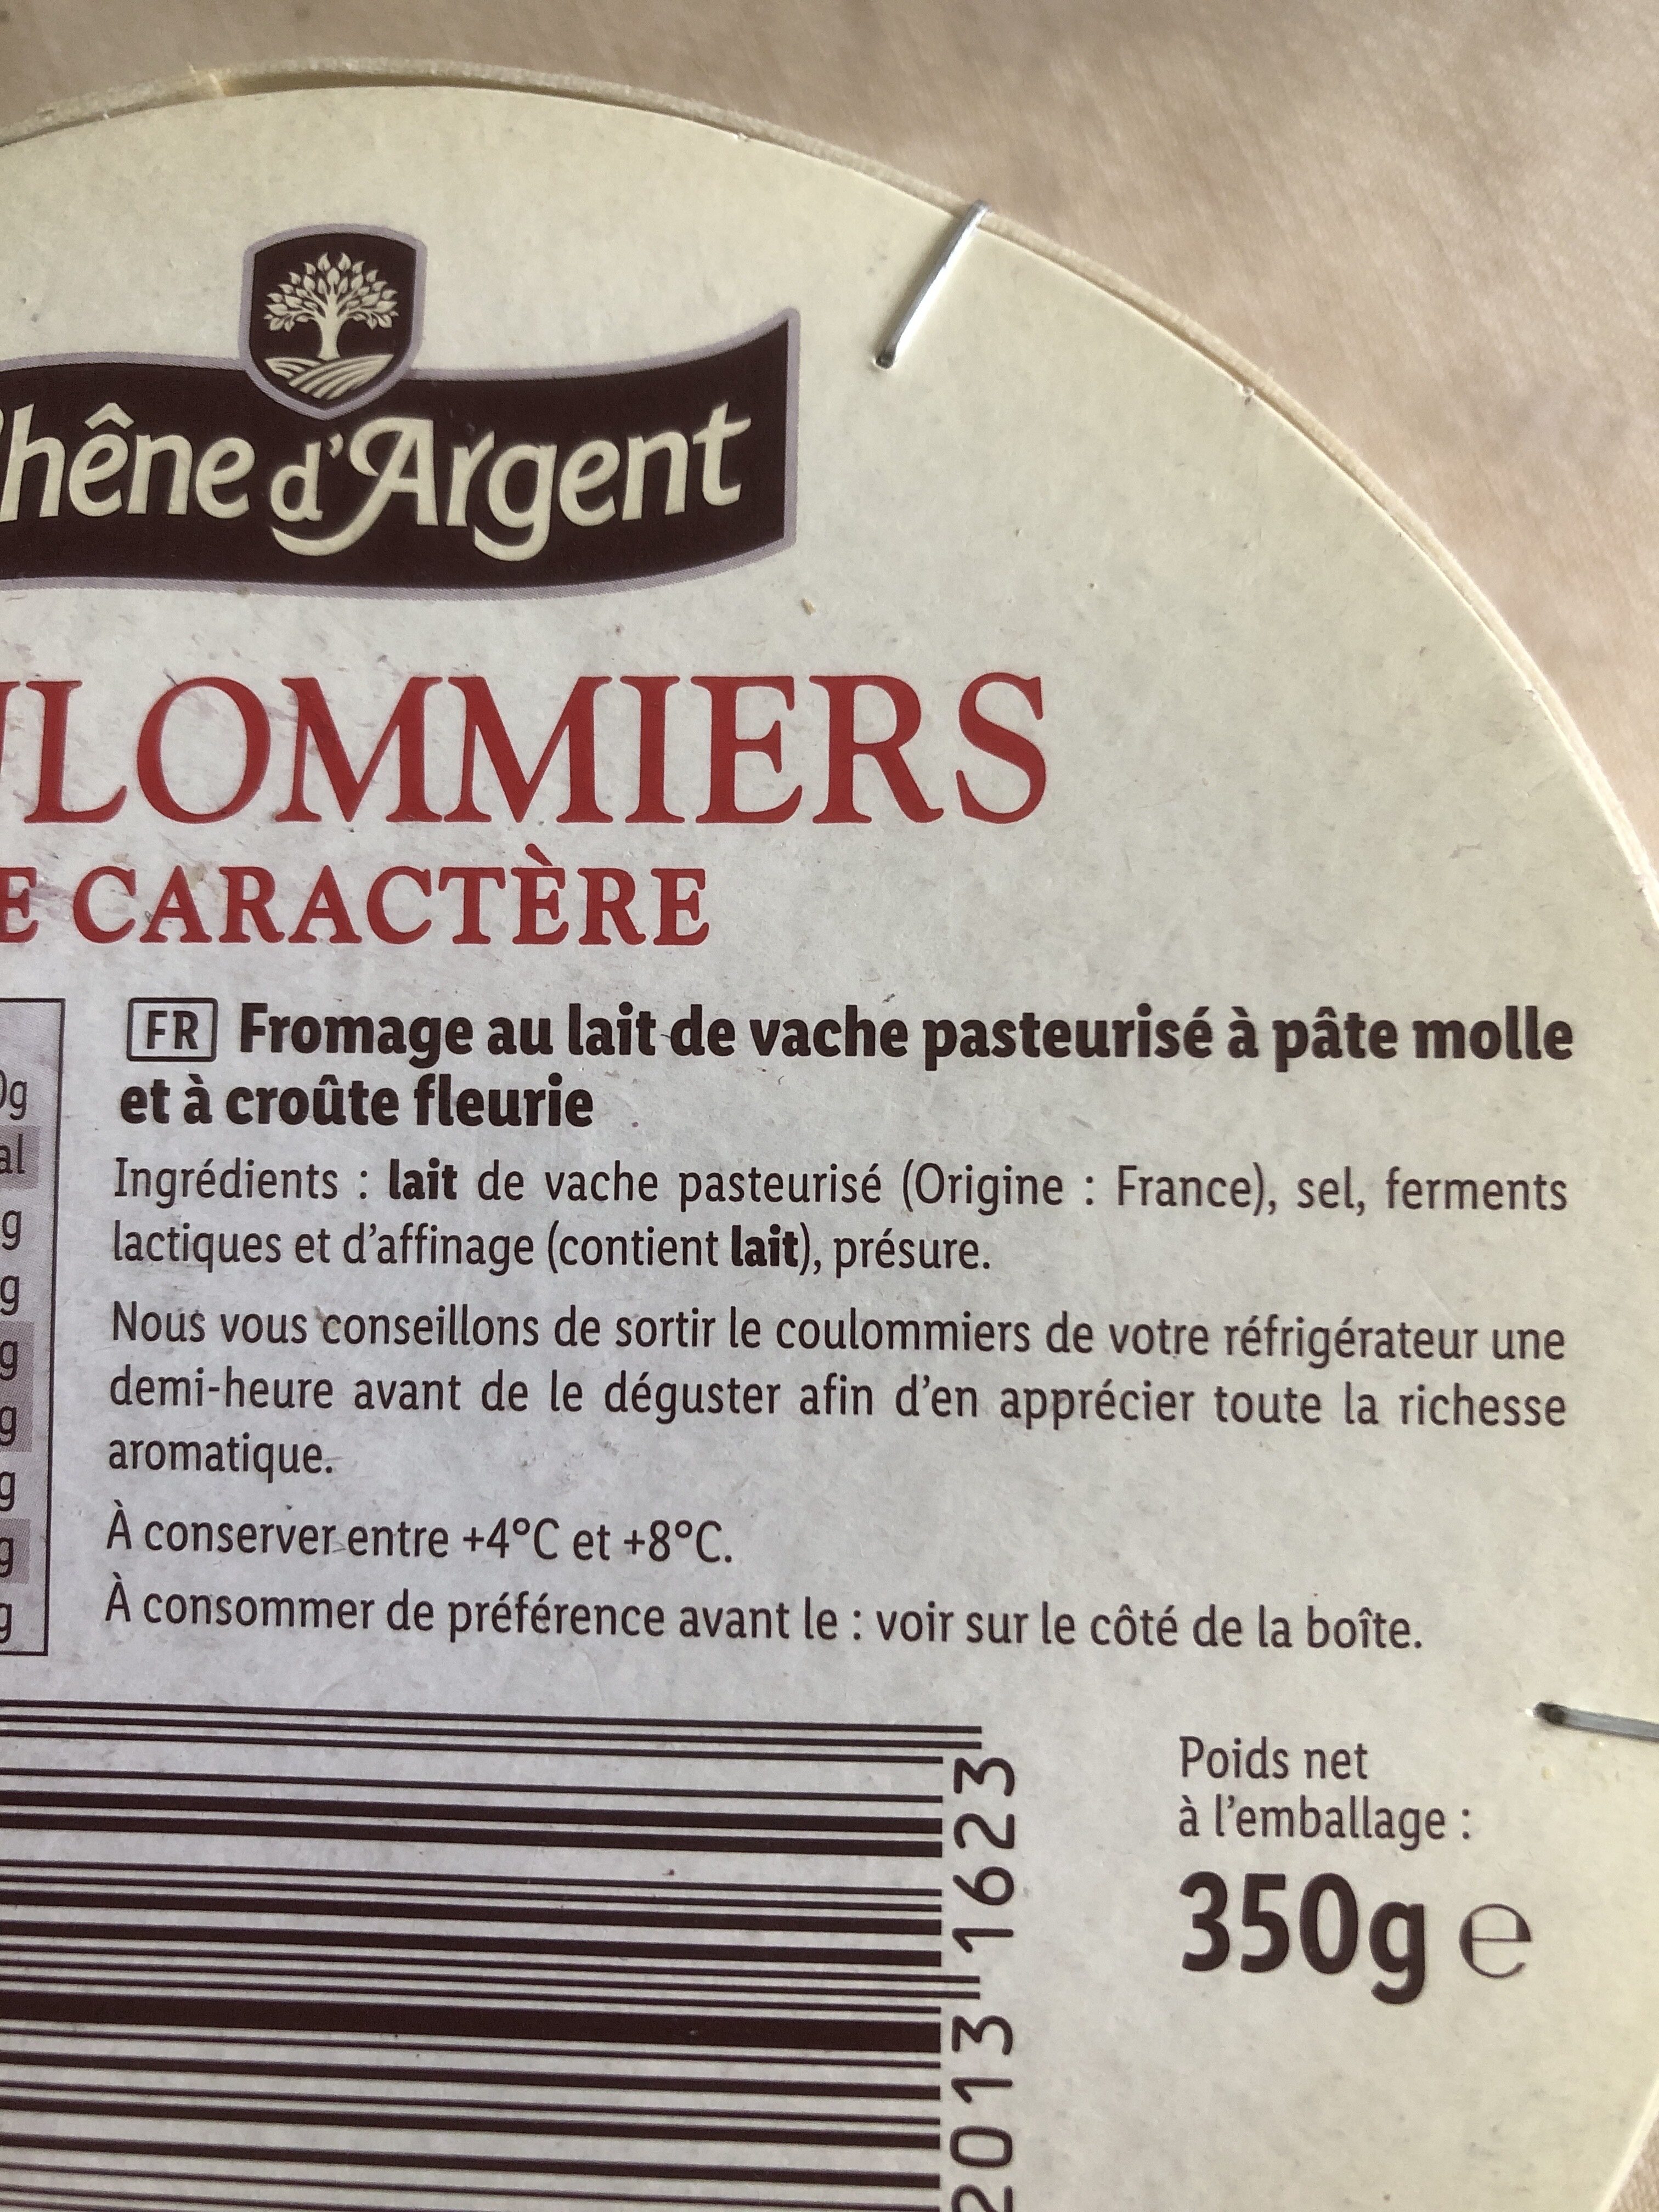 d'Argent
CARACTÈRE
FR Fromage au lait de vache pasteurisé à pâte molle
et à croûte fleurie
Ingrédients : lait de vache pasteurisé (Origine : France), sel, ferments
lactiques et d'affinage (contient lait), présure.
Nous vous conseillons de sortir le coulommiers de votre réfrigérateur une
demi-heure avant de le déguster afin d'en apprécier toute la richesse
aromatique.
À conserver entre +4°C et +8°C.
À consommer de préférence avant le : voir sur le côté de la boîte.
Poids net
à l'emballage :
350g e